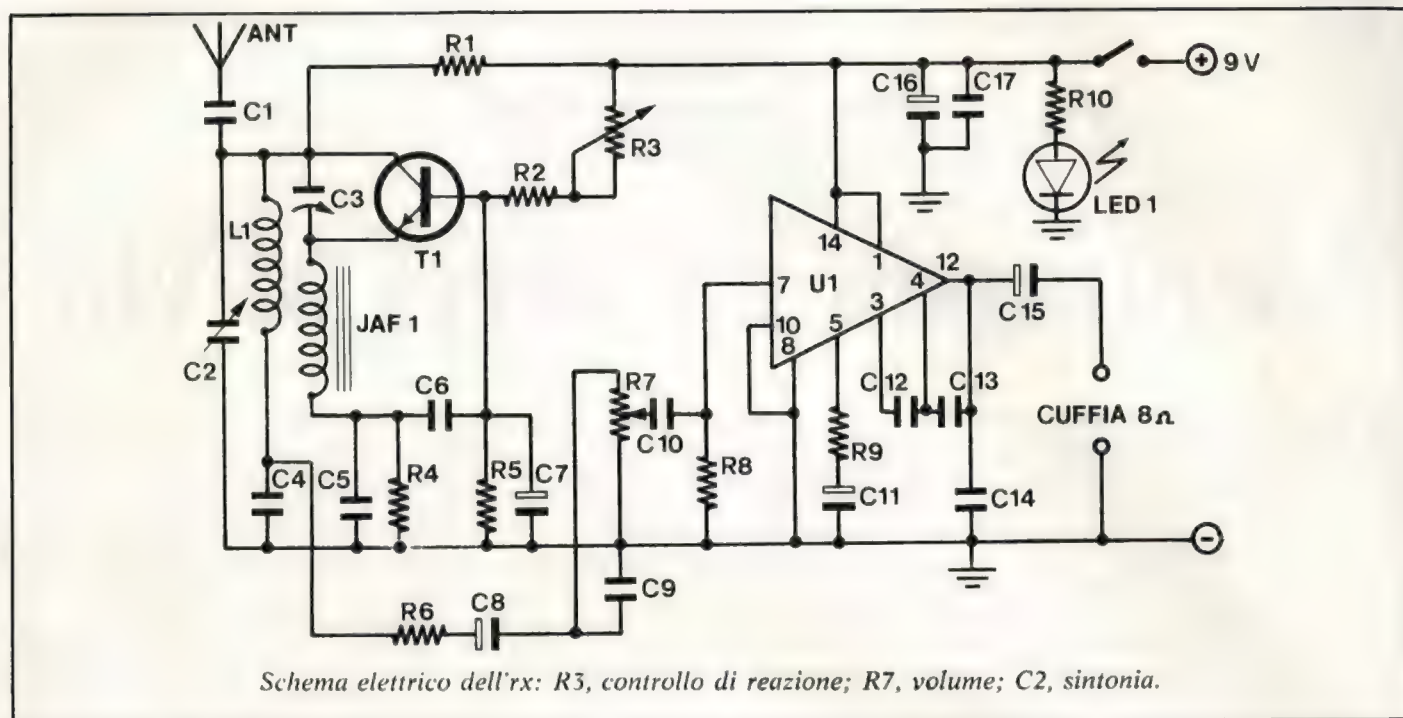 ANT
R1
C1
C16
C17
9 V
R10
R3
R2
C3
L1
T1
LED 1
14
1
12
7
U1
4
10
3
5
8
C15
JAF 1
C2
C6
R7
C12
C13
CUFFIA 8Ω
C10
C4
C5
R4
R5
C7
R8
R9
C11
C14
C9
R6
C8
Schema elettrico dell'rx: R3, controllo di reazione; R7, volume; C2, sintonia.